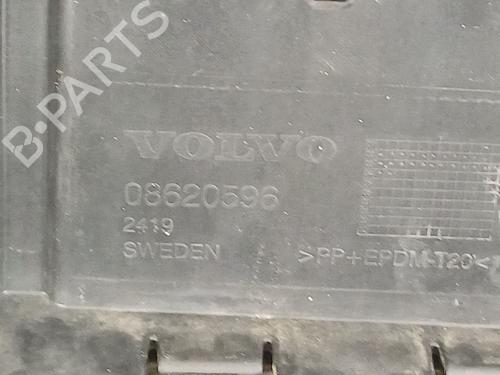 B-PARTS
VOLVO
08620596
2419
SWEDEN
>PP+EPDM-T20<